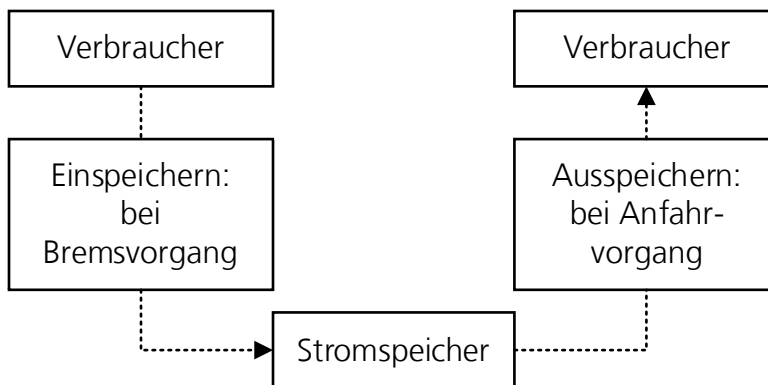 Verbraucher
Verbraucher
Einspeichern:
bei
Bremsvorgang
Ausspeichern:
bei Anfahr-
vorgang
Stromspeicher